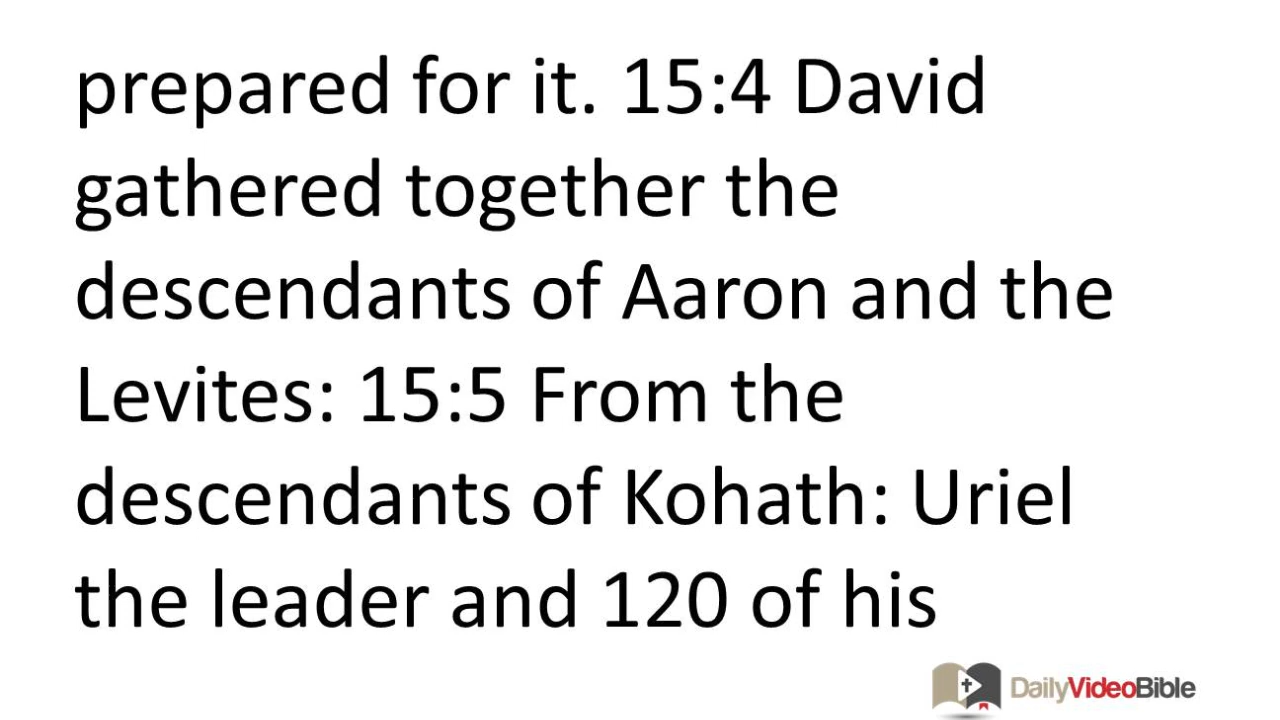 prepared for it. 15:4 David
gathered together the
descendants of Aaron and the
Levites: 15:5 From the
descendants of Kohath: Uriel
the leader and 120 of his
DailyVideoBible